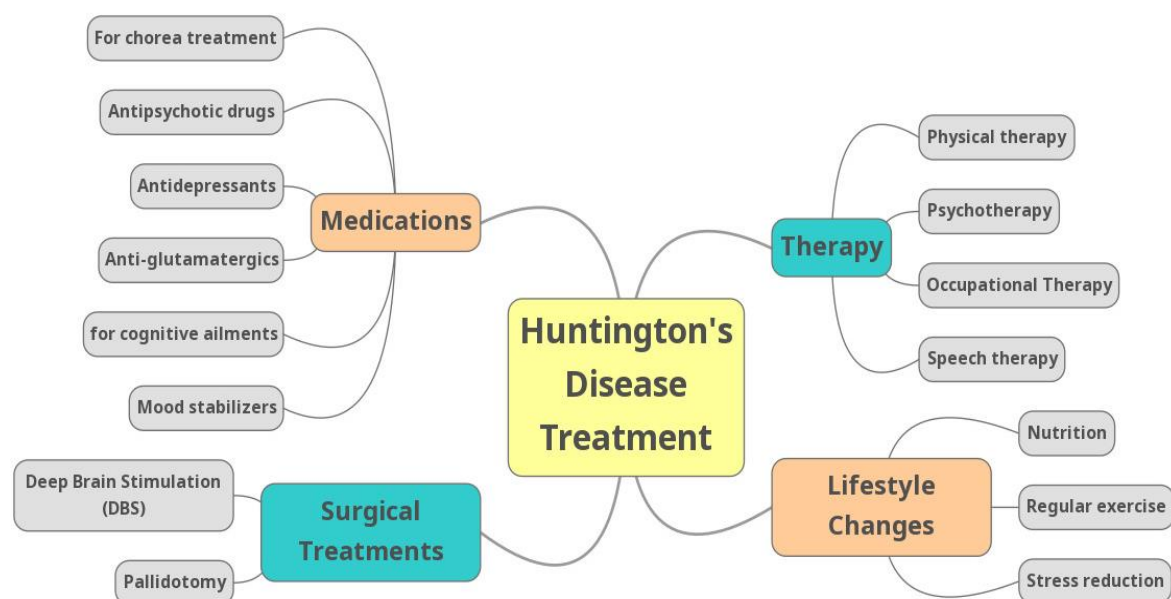 Huntington's
Disease
Treatment
Medications
For chorea treatment
Antipsychotic drugs
Antidepressants
Anti-glutamatergics
for cognitive ailments
Mood stabilizers
Surgical
Treatments
Deep Brain Stimulation
(DBS)
Pallidotomy
Therapy
Physical therapy
Psychotherapy
Occupational Therapy
Speech therapy
Lifestyle
Changes
Nutrition
Regular exercise
Stress reduction